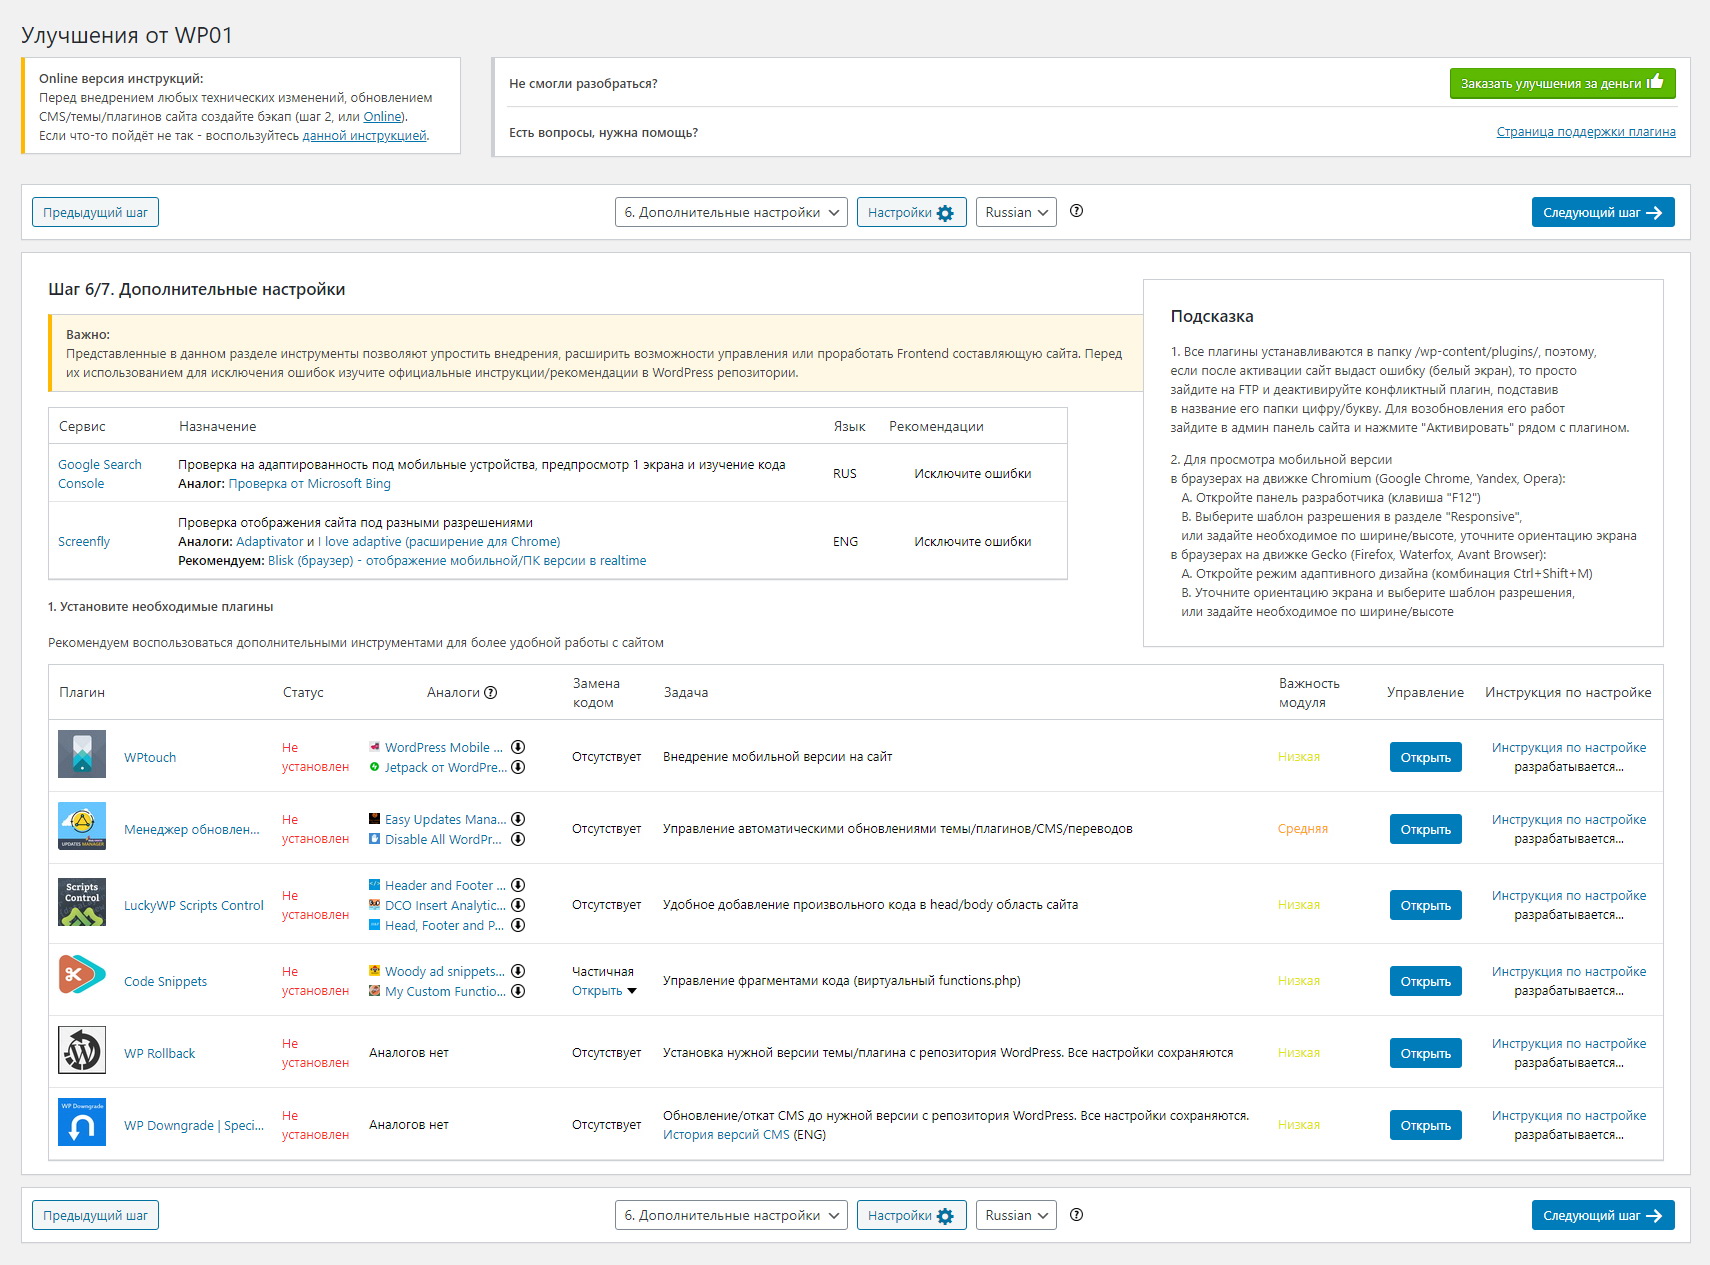 Улучшения от WP01
Online версия инструкций:
Перед внедрением любых технических изменений, обновлением
CMS/темы/плагинов сайта создайте бэкап (шаг 2, или Online).
Если что-то пойдёт не так - воспользуйтесь данной инструкцией.
Не смогли разобраться?
Заказать улучшения за деньги
Есть вопросы, нужна помощь?
Страница поддержки плагина
Предыдущий шаг
6. Дополнительные настройки
Настройки
Russian
Следующий шаг
Шаг 6/7. Дополнительные настройки
Важно:
Представленные в данном разделе инструменты позволяют упростить внедрения, расширить возможности управления или проработать Frontend составляющую сайта. Перед
их использованием для исключения ошибок изучите официальные инструкции/рекомендации в WordPress репозитории.
Сервис Назначение Язык Рекомендации
Google Search
Console
Проверка на адаптированность под мобильные устройства, предпросмотр 1 экрана и изучение кода
Аналог: Проверка от Microsoft Bing
RUS
Исключите ошибки
Screenfly
Проверка отображения сайта под разными разрешениями
Аналоги: Adaptivator и I love adaptive (расширение для Chrome)
Рекомендуем: Blisk (браузер) - отображение мобильной/ПК версии в realtime
ENG
Исключите ошибки
Подсказка
1. Все плагины устанавливаются в папку /wp-content/plugins/, поэтому,
если после активации сайт выдаст ошибку (белый экран), то просто
зайдите на FTP и деактивируйте конфликтный плагин, подставив
в название его папки цифру/букву. Для возобновления его работ
зайдите в админ панель сайта и нажмите "Активировать" рядом с плагином.
2. Для просмотра мобильной версии
в браузерах на движке Chromium (Google Chrome, Yandex, Opera):
A. Откройте панель разработчика (клавиша "F12")
B. Выберите шаблон разрешения в разделе "Responsive",
или задайте необходимое по ширине/высоте, уточните ориентацию экрана
в браузерах на движке Gecko (Firefox, Waterfox, Avant Browser):
A. Откройте режим адаптивного дизайна (комбинация Ctrl+Shift+M)
B. Уточните ориентацию экрана и выберите шаблон разрешения,
или задайте необходимое по ширине/высоте
1. Установите необходимые плагины
Рекомендуем воспользоваться дополнительными инструментами для более удобной работы с сайтом
Плагин Статус Аналоги Замена
кодом Задача Важность
модуля Управление Инструкция по настройке
WPtouch
Не
установлен
WordPress Mobile ...
Jetpack от WordPre...
Отсутствует
Внедрение мобильной версии на сайт
Низкая
Открыть
Инструкция по настройке
разрабатывается...
UPDATES MANAGER
Менеджер обновлен...
Не
установлен
Easy Updates Mana...
Disable All WordPr...
Отсутствует
Управление автоматическими обновлениями темы/плагинов/CMS/переводов
Средняя
Открыть
Инструкция по настройке
разрабатывается...
Scripts
Control
LuckyWP Scripts Control
Не
установлен
Header and Footer ...
DCO Insert Analytic...
Head, Footer and P...
Отсутствует
Удобное добавление произвольного кода в head/body область сайта
Низкая
Открыть
Инструкция по настройке
разрабатывается...
Code Snippets
Не
установлен
Woody ad snippets...
My Custom Functio...
Частичная
Открыть
Управление фрагментами кода (виртуальный functions.php)
Низкая
Открыть
Инструкция по настройке
разрабатывается...
WP Rollback
Не
установлен
Аналогов нет
Отсутствует
Установка нужной версии темы/плагина с репозитория WordPress. Все настройки сохраняются
Низкая
Открыть
Инструкция по настройке
разрабатывается...
WP Downgrade
WP Downgrade | Speci...
Не
установлен
Аналогов нет
Отсутствует
Обновление/откат CMS до нужной версии с репозитория WordPress. Все настройки сохраняются.
История версий CMS (ENG)
Низкая
Открыть
Инструкция по настройке
разрабатывается...
Предыдущий шаг
6. Дополнительные настройки
Настройки
Russian
Следующий шаг